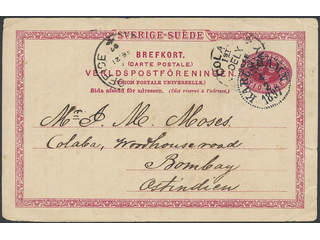 SVERIGE-SUÈDE
BREFKORT.
(CARTE POSTALE)
VERLDSPOSTFÖRENINGEN.
(UNION POSTALE UNIVERSELLE)
Bida afsedd för adressen. (Côté réservé à l'adresse.)
Mr. J. M. Moses.
Colaba, Woodhouse road
Bombay
Ostindien